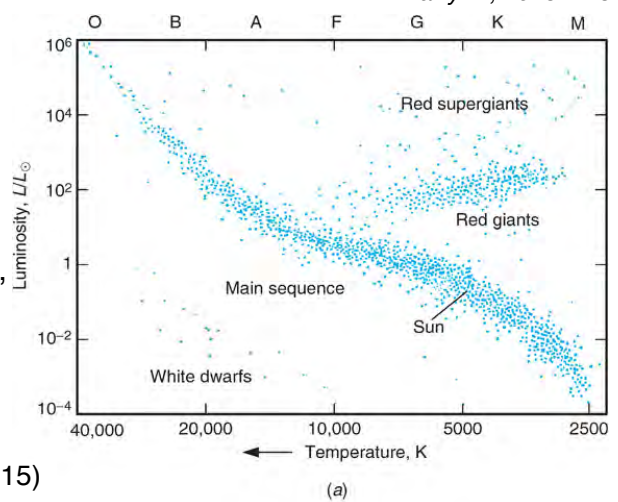 O B A F G K M
10⁶
10⁴
Red supergiants
10²
Red giants
Luminosity, L/L☉
1
Main sequence
Sun
10⁻²
White dwarfs
10⁻⁴
40,000 20,000 10,000 5000 2500
Temperature, K
15)
(a)